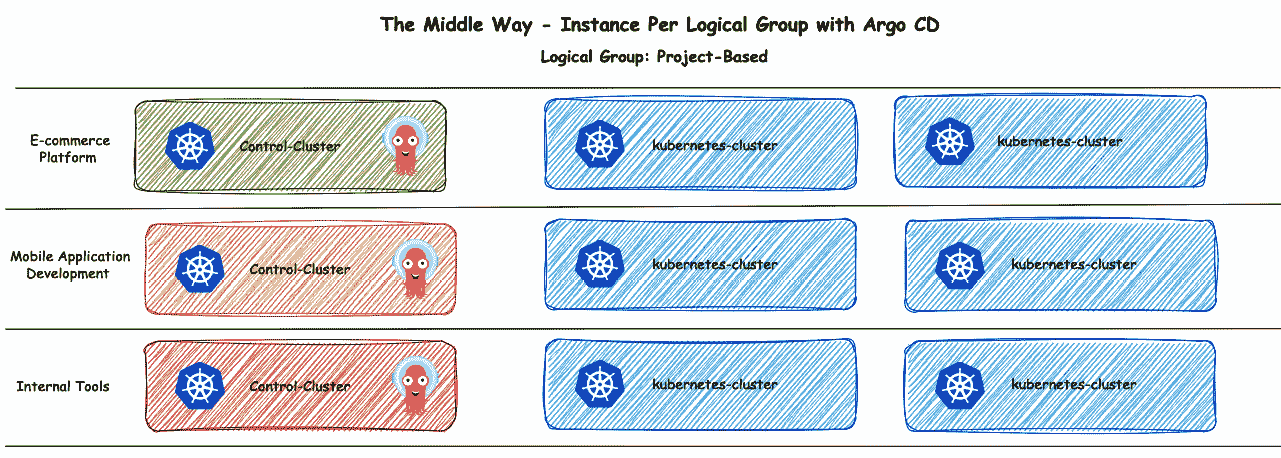 The Middle Way - Instance Per Logical Group with Argo CD
Logical Group: Project-Based
E-commerce
Platform
Control-Cluster
kubernetes-cluster
kubernetes-cluster
Mobile Application
Development
Control-Cluster
kubernetes-cluster
kubernetes-cluster
Internal Tools
Control-Cluster
kubernetes-cluster
kubernetes-cluster